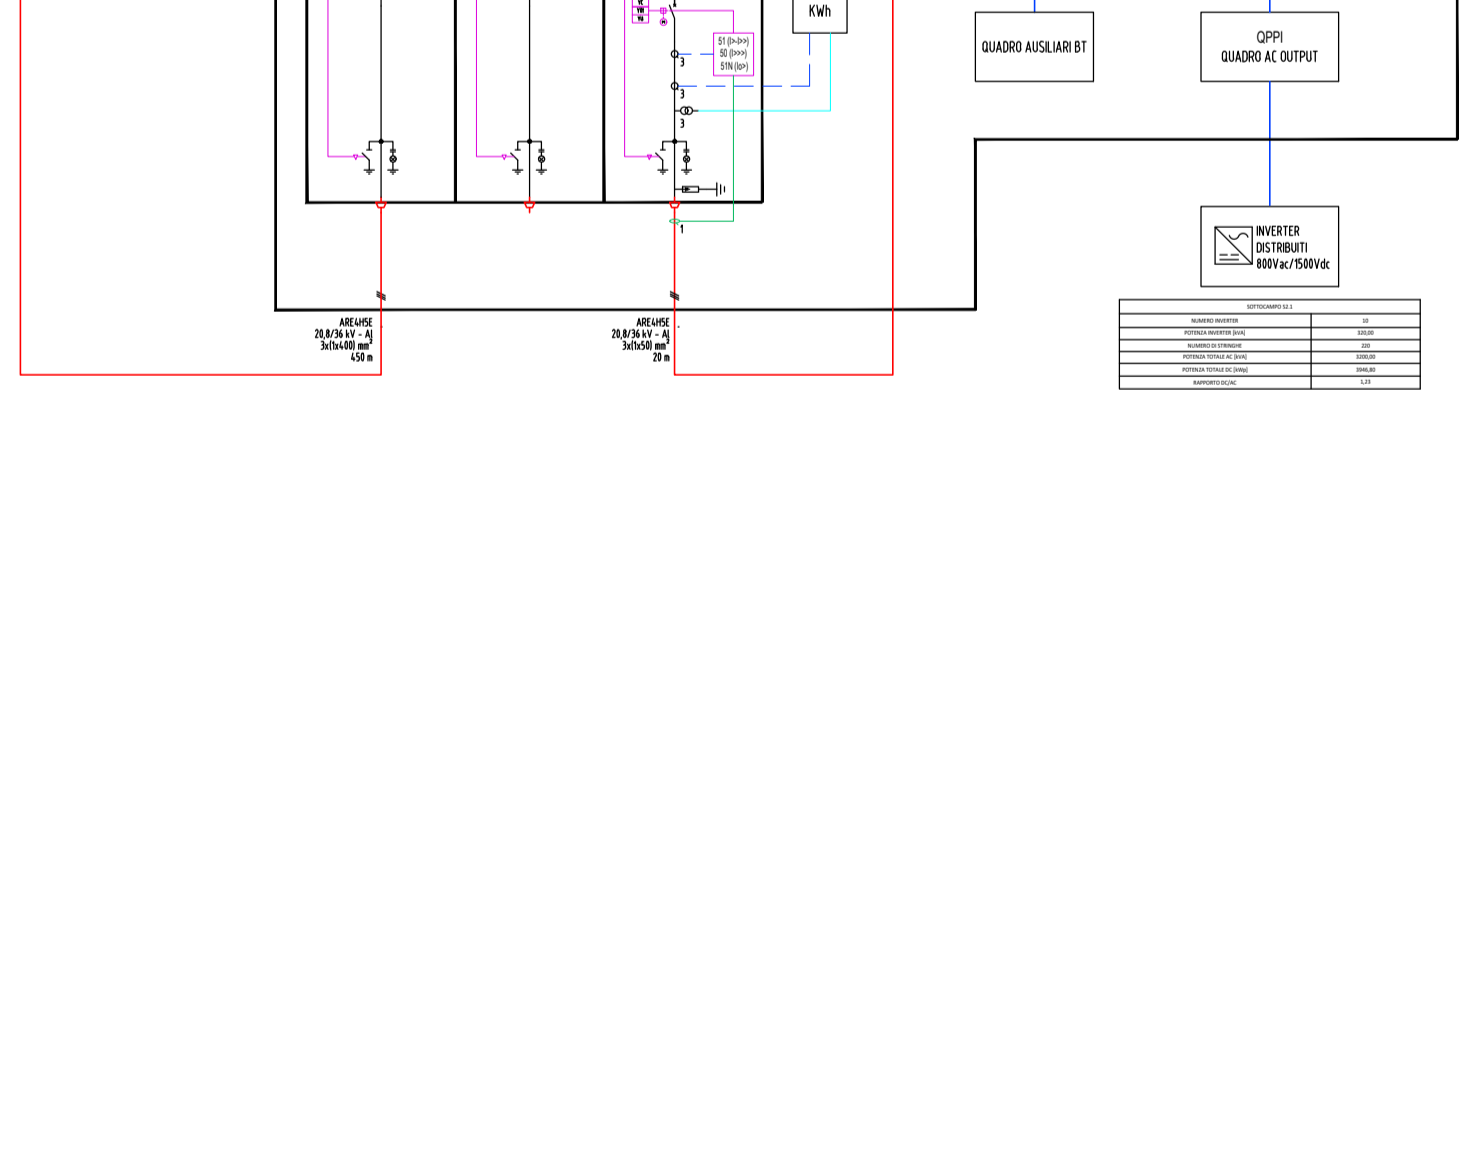 KWh
51 (I>-I>>)
50 (I>>>)
51N (Io>)
3
3
3
1
QUADRO AUSILIARI BT
QPPI
QUADRO AC OUTPUT
INVERTER
DISTRIBUITI
800Vac/1500Vdc
ARE4H5E
20,8/36 kV - Al
3x(1x400) mm²
450 m
ARE4H5E
20,8/36 kV - Al
3x(1x50) mm²
20 m
SOTTOCAMPO S2.1
NUMERO INVERTER 10
POTENZA INVERTER [kVA] 320,00
NUMERO DI STRINGHE 220
POTENZA TOTALE AC [kVA] 3200,00
POTENZA TOTALE DC [kWp] 3946,80
RAPPORTO DC/AC 1,23